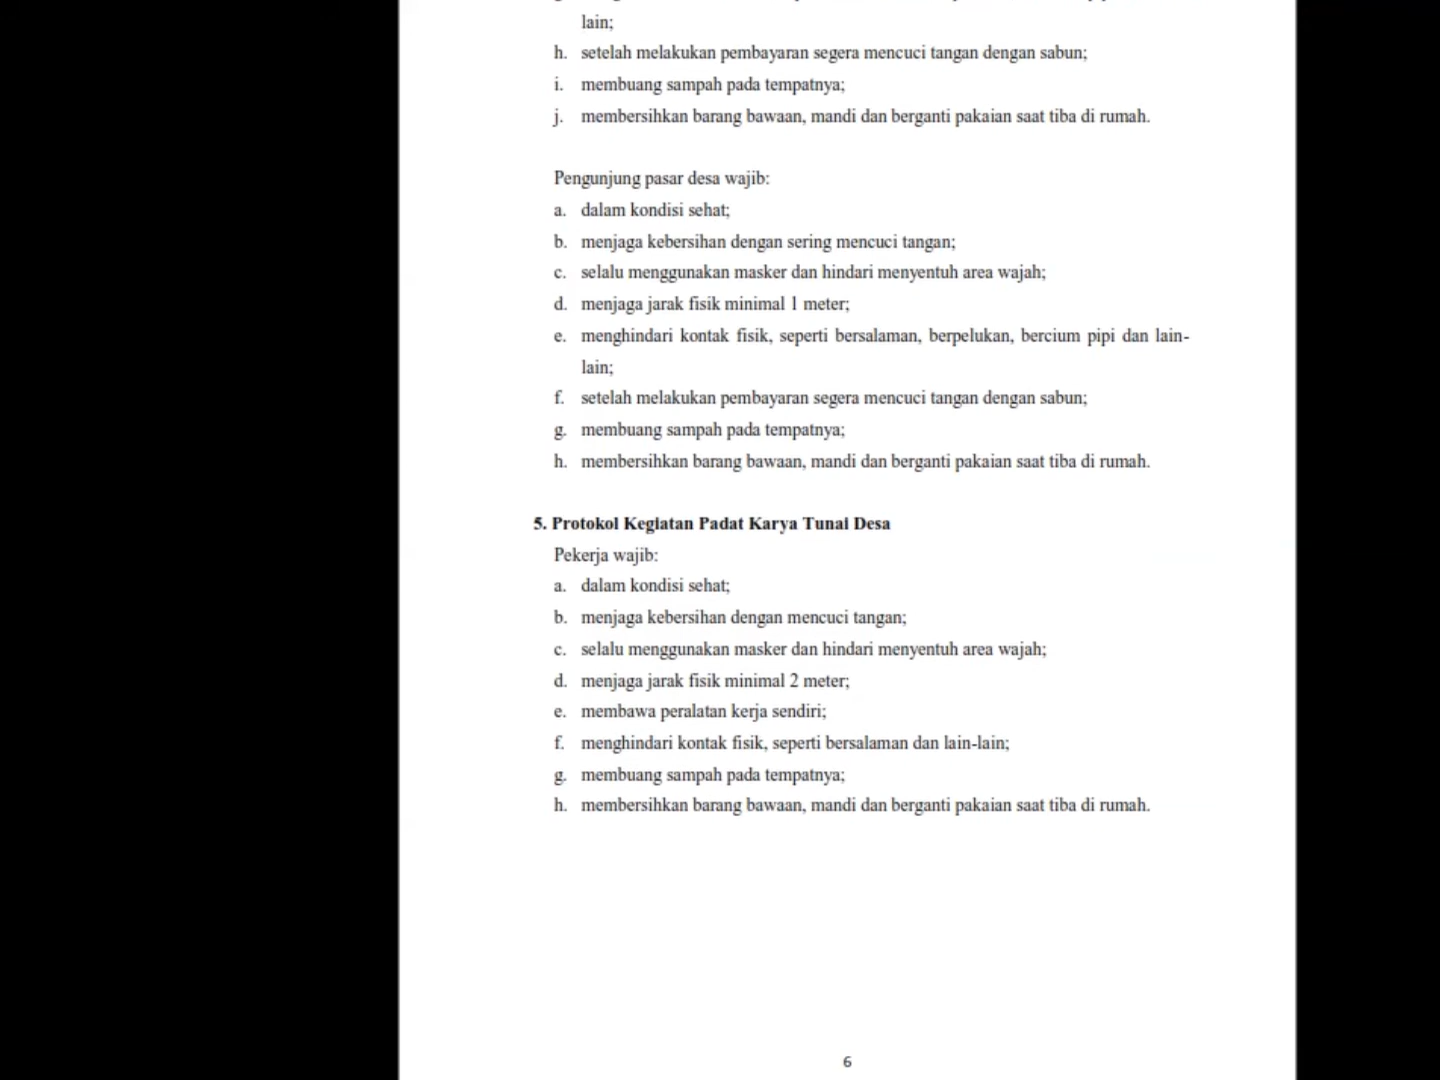 lain;
h. setelah melakukan pembayaran segera mencuci tangan dengan sabun;
i. membuang sampah pada tempatnya;
j. membersihkan barang bawaan, mandi dan berganti pakaian saat tiba di rumah.
Pengunjung pasar desa wajib:
a. dalam kondisi sehat;
b. menjaga kebersihan dengan sering mencuci tangan;
c. selalu menggunakan masker dan hindari menyentuh area wajah;
d. menjaga jarak fisik minimal 1 meter;
e. menghindari kontak fisik, seperti bersalaman, berpelukan, bercium pipi dan lain-
lain;
f. setelah melakukan pembayaran segera mencuci tangan dengan sabun;
g. membuang sampah pada tempatnya;
h. membersihkan barang bawaan, mandi dan berganti pakaian saat tiba di rumah.
5. Protokol Kegiatan Padat Karya Tunai Desa
Pekerja wajib:
a. dalam kondisi sehat;
b. menjaga kebersihan dengan mencuci tangan;
c. selalu menggunakan masker dan hindari menyentuh area wajah;
d. menjaga jarak fisik minimal 2 meter;
e. membawa peralatan kerja sendiri;
f. menghindari kontak fisik, seperti bersalaman dan lain-lain;
g. membuang sampah pada tempatnya;
h. membersihkan barang bawaan, mandi dan berganti pakaian saat tiba di rumah.
6